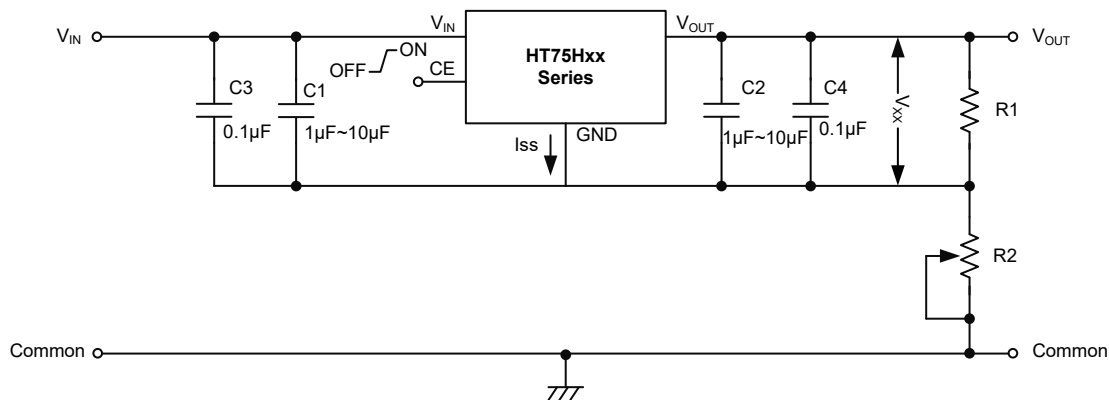 V_IN
V_IN
V_OUT
V_OUT
HT75Hxx
Series
ON
OFF
CE
C3
0.1µF
C1
1µF~10µF
Iss
GND
C2
1µF~10µF
C4
0.1µF
V_XX
R1
R2
Common
Common